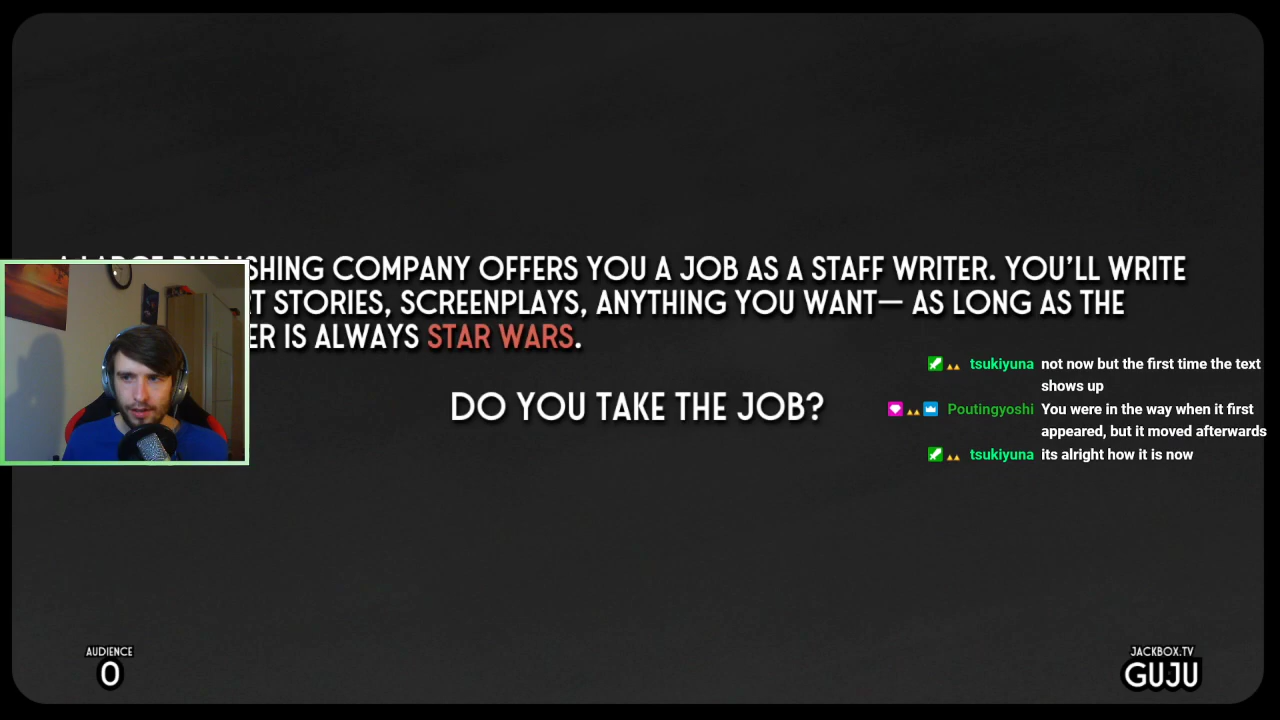 A LARGE PUBLISHING COMPANY OFFERS YOU A JOB AS A STAFF WRITER. YOU'LL WRITE
STORIES, SCREENPLAYS, ANYTHING YOU WANT— AS LONG AS THE
IS ALWAYS STAR WARS.
DO YOU TAKE THE JOB?
tsukiyuna not now but the first time the text
shows up
Poutingyoshi You were in the way when it first
appeared, but it moved afterwards
tsukiyuna its alright how it is now
AUDIENCE
0
JACKBOX.TV
GUJU